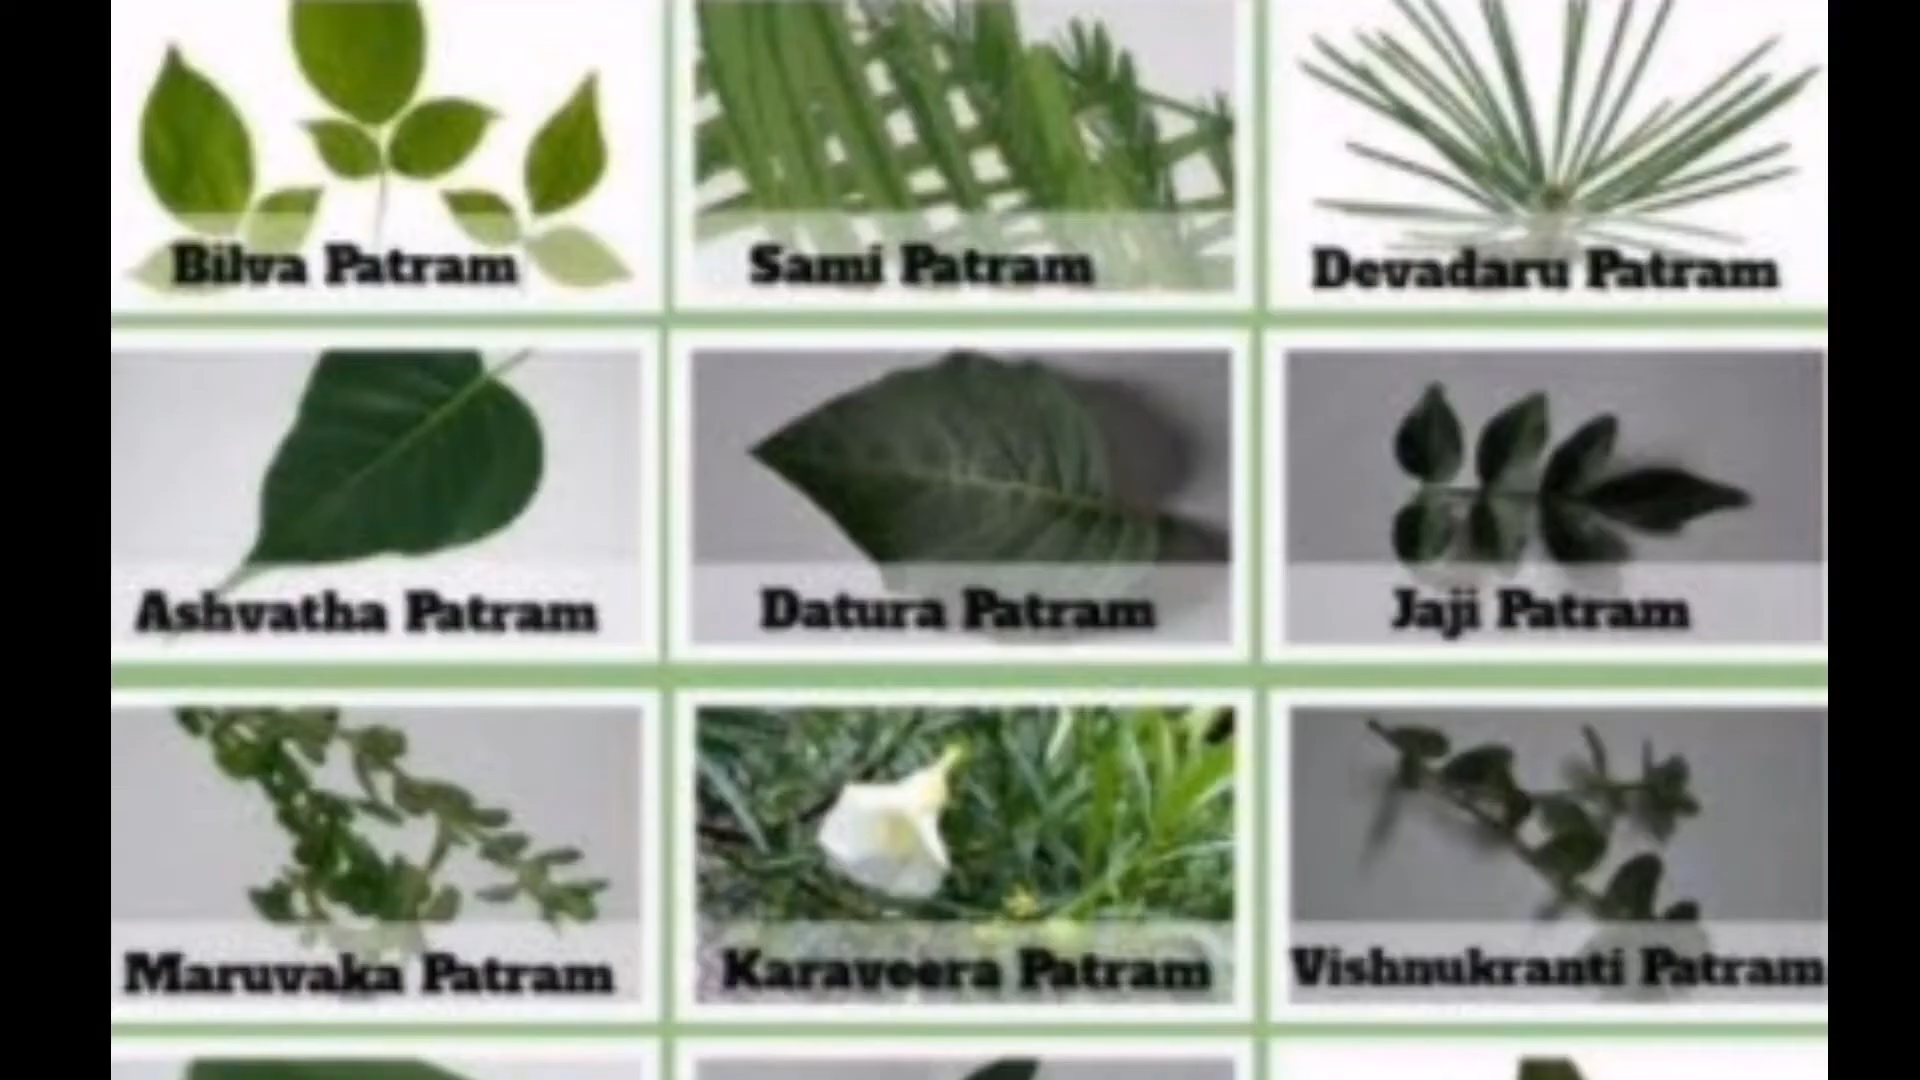 Bilva Patram
Sami Patram
Devadaru Patram
Ashvatha Patram
Datura Patram
Jaji Patram
Maruvaka Patram
Karaveera Patram
Vishnukranti Patram